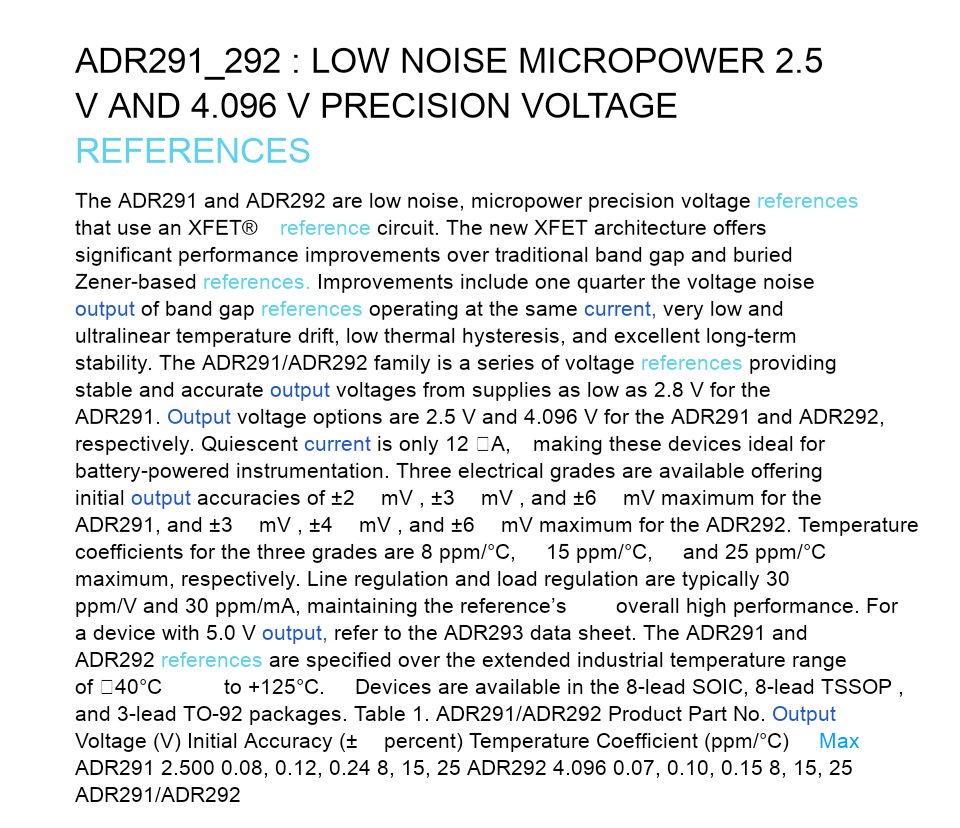 ADR291_292 : LOW NOISE MICROPOWER 2.5
V AND 4.096 V PRECISION VOLTAGE
REFERENCES
The ADR291 and ADR292 are low noise, micropower precision voltage references
that use an XFET® reference circuit. The new XFET architecture offers
significant performance improvements over traditional band gap and buried
Zener-based references. Improvements include one quarter the voltage noise
output of band gap references operating at the same current, very low and
ultralinear temperature drift, low thermal hysteresis, and excellent long-term
stability. The ADR291/ADR292 family is a series of voltage references providing
stable and accurate output voltages from supplies as low as 2.8 V for the
ADR291. Output voltage options are 2.5 V and 4.096 V for the ADR291 and ADR292,
respectively. Quiescent current is only 12 □A, making these devices ideal for
battery-powered instrumentation. Three electrical grades are available offering
initial output accuracies of ±2 mV , ±3 mV , and ±6 mV maximum for the
ADR291, and ±3 mV , ±4 mV , and ±6 mV maximum for the ADR292. Temperature
coefficients for the three grades are 8 ppm/°C, 15 ppm/°C, and 25 ppm/°C
maximum, respectively. Line regulation and load regulation are typically 30
ppm/V and 30 ppm/mA, maintaining the reference’s overall high performance. For
a device with 5.0 V output, refer to the ADR293 data sheet. The ADR291 and
ADR292 references are specified over the extended industrial temperature range
of □40°C to +125°C. Devices are available in the 8-lead SOIC, 8-lead TSSOP ,
and 3-lead TO-92 packages. Table 1. ADR291/ADR292 Product Part No. Output
Voltage (V) Initial Accuracy (± percent) Temperature Coefficient (ppm/°C) Max
ADR291 2.500 0.08, 0.12, 0.24 8, 15, 25 ADR292 4.096 0.07, 0.10, 0.15 8, 15, 25
ADR291/ADR292